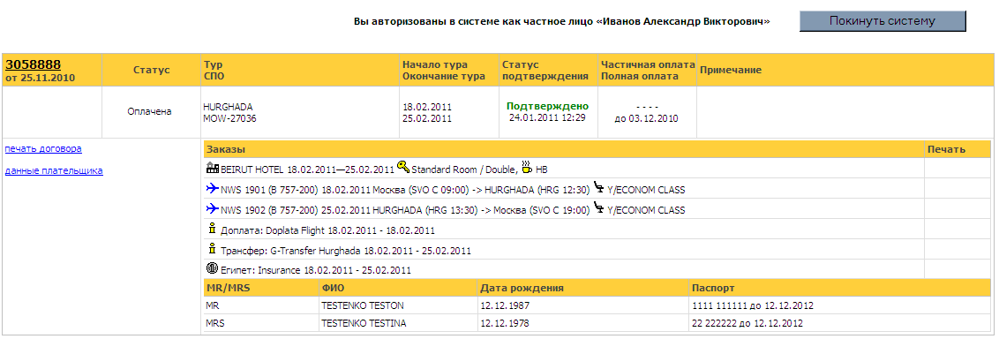 Вы авторизованы в системе как частное лицо «Иванов Александр Викторович»
Покинуть систему
3058888
от 25.11.2010
Статус
Тур
СПО
Начало тура
Окончание тура
Статус
подтверждения
Частичная оплата
Полная оплата
Примечание
Оплачена
HURGHADA
MOW-27036
18.02.2011
25.02.2011
Подтверждено
24.01.2011 12:29
- - - -
до 03.12.2010
печать договора
данные плательщика
Заказы Печать
BEIRUT HOTEL 18.02.2011—25.02.2011 Standard Room / Double, HB
NWS 1901 (B 757-200) 18.02.2011 Москва (SVO C 09:00) -> HURGHADA (HRG 12:30) Y/ECONOM CLASS
NWS 1902 (B 757-200) 25.02.2011 HURGHADA (HRG 13:30) -> Москва (SVO C 19:00) Y/ECONOM CLASS
Доплата: Doplata Flight 18.02.2011 - 18.02.2011
Трансфер: G-Transfer Hurghada 18.02.2011 - 25.02.2011
Египет: Insurance 18.02.2011 - 25.02.2011
MR/MRS ФИО Дата рождения Паспорт
MR TESTENKO TESTON 12.12.1987 1111 111111 до 12.12.2012
MRS TESTENKO TESTINA 12.12.1978 22 222222 до 12.12.2012